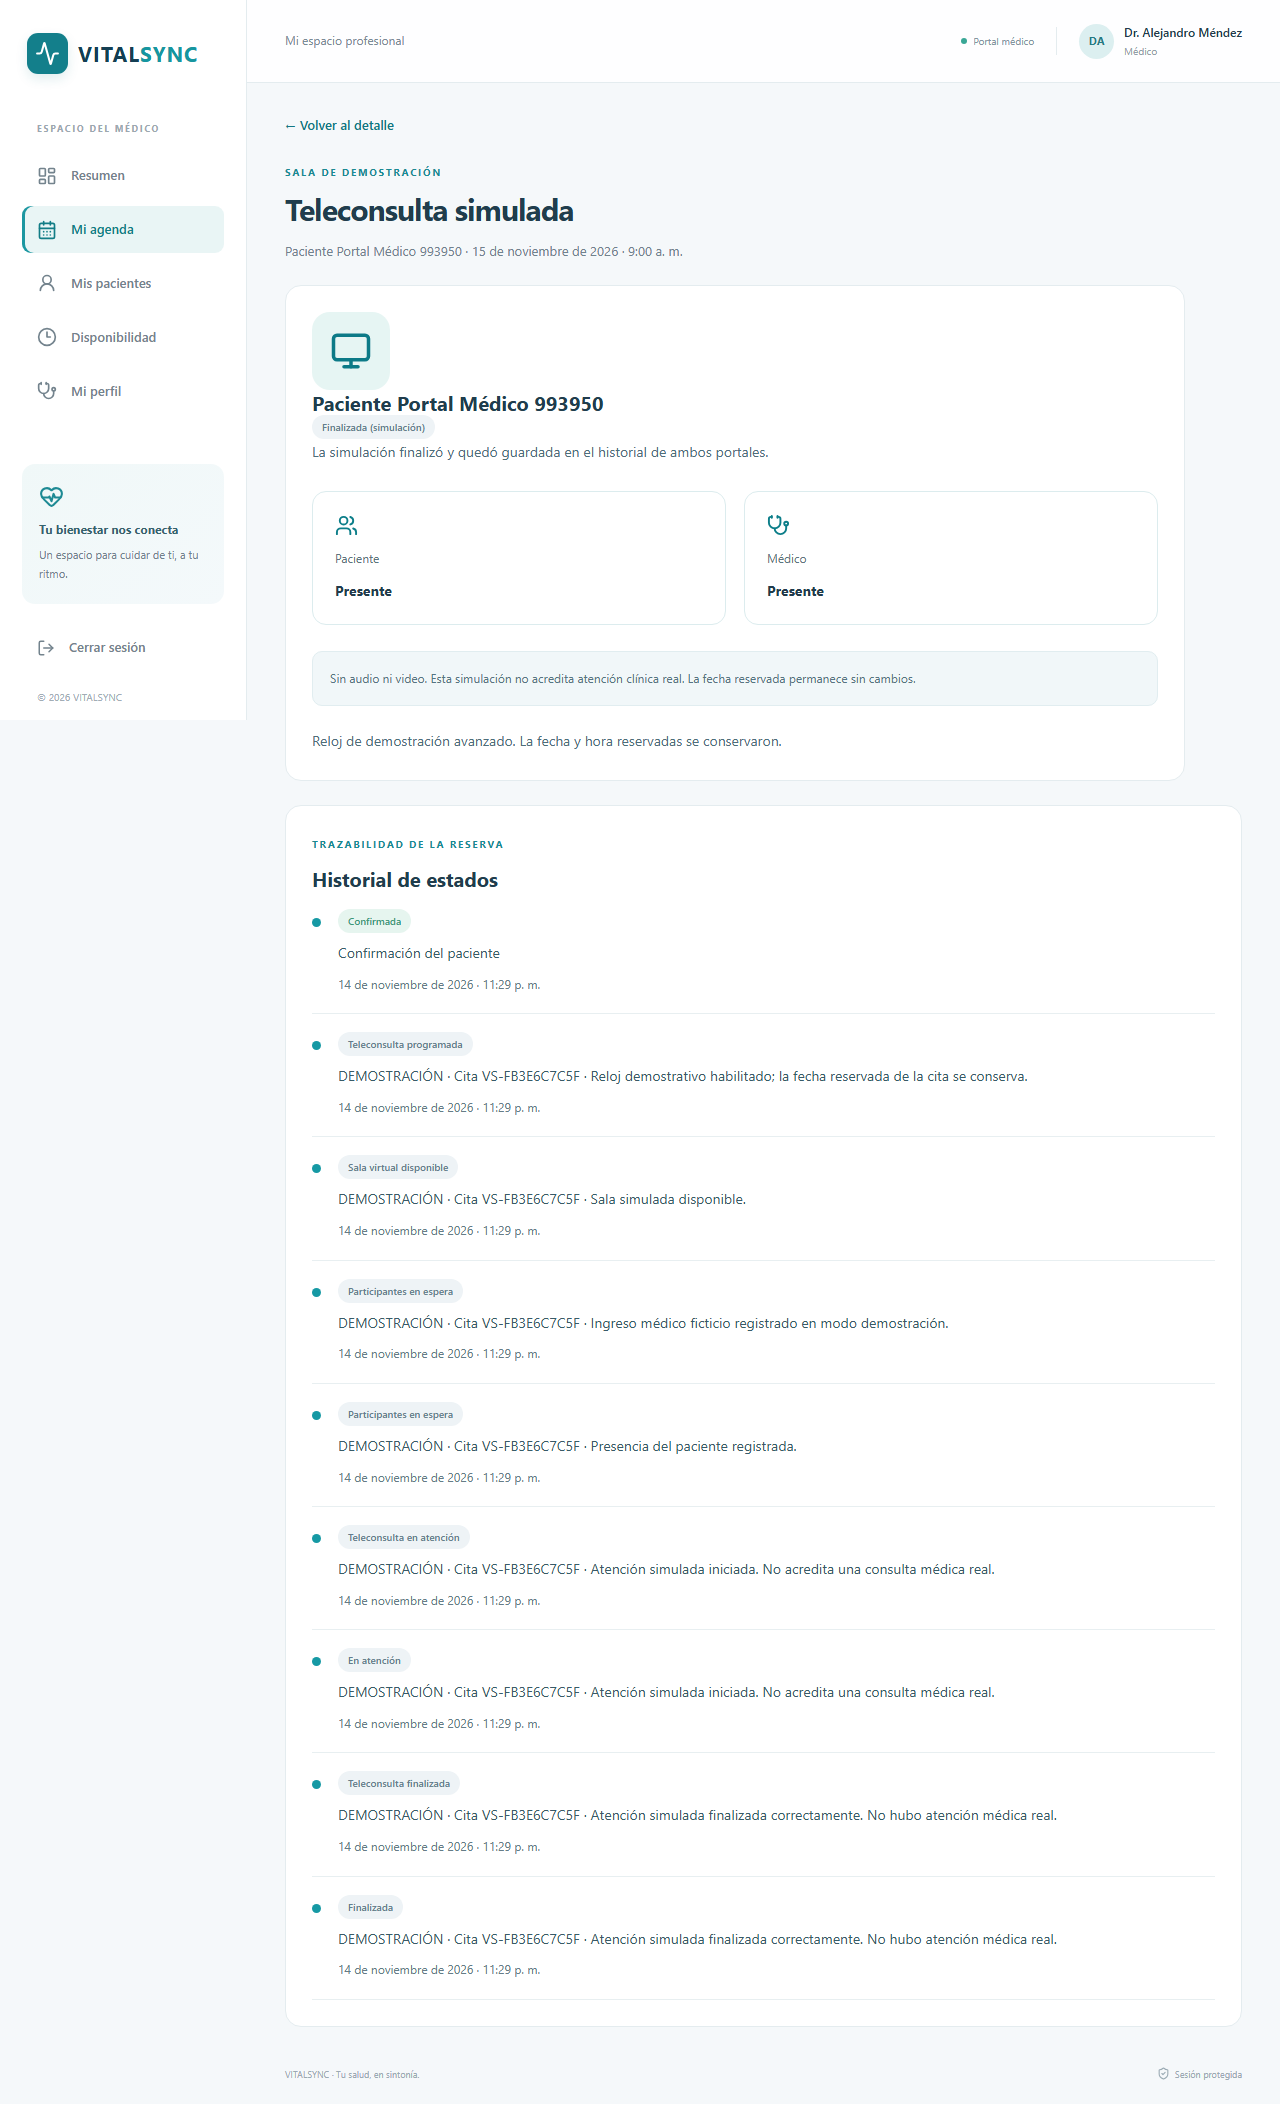 VITALSYNC
ESPACIO DEL MÉDICO
Resumen
Mi agenda
Mis pacientes
Disponibilidad
Mi perfil
Tu bienestar nos conecta
Un espacio para cuidar de ti, a tu
ritmo.
Cerrar sesión
© 2026 VITALSYNC
Mi espacio profesional
Portal médico
DA
Dr. Alejandro Méndez
Médico
← Volver al detalle
SALA DE DEMOSTRACIÓN
Teleconsulta simulada
Paciente Portal Médico 993950 · 15 de noviembre de 2026 · 9:00 a. m.
Paciente Portal Médico 993950
Finalizada (simulación)
La simulación finalizó y quedó guardada en el historial de ambos portales.
Paciente
Presente
Médico
Presente
Sin audio ni video. Esta simulación no acredita atención clínica real. La fecha reservada permanece sin cambios.
Reloj de demostración avanzado. La fecha y hora reservadas se conservaron.
TRAZABILIDAD DE LA RESERVA
Historial de estados
Confirmada
Confirmación del paciente
14 de noviembre de 2026 · 11:29 p. m.
Teleconsulta programada
DEMOSTRACIÓN · Cita VS-FB3E6C7C5F · Reloj demostrativo habilitado; la fecha reservada de la cita se conserva.
14 de noviembre de 2026 · 11:29 p. m.
Sala virtual disponible
DEMOSTRACIÓN · Cita VS-FB3E6C7C5F · Sala simulada disponible.
14 de noviembre de 2026 · 11:29 p. m.
Participantes en espera
DEMOSTRACIÓN · Cita VS-FB3E6C7C5F · Ingreso médico ficticio registrado en modo demostración.
14 de noviembre de 2026 · 11:29 p. m.
Participantes en espera
DEMOSTRACIÓN · Cita VS-FB3E6C7C5F · Presencia del paciente registrada.
14 de noviembre de 2026 · 11:29 p. m.
Teleconsulta en atención
DEMOSTRACIÓN · Cita VS-FB3E6C7C5F · Atención simulada iniciada. No acredita una consulta médica real.
14 de noviembre de 2026 · 11:29 p. m.
En atención
DEMOSTRACIÓN · Cita VS-FB3E6C7C5F · Atención simulada iniciada. No acredita una consulta médica real.
14 de noviembre de 2026 · 11:29 p. m.
Teleconsulta finalizada
DEMOSTRACIÓN · Cita VS-FB3E6C7C5F · Atención simulada finalizada correctamente. No hubo atención médica real.
14 de noviembre de 2026 · 11:29 p. m.
Finalizada
DEMOSTRACIÓN · Cita VS-FB3E6C7C5F · Atención simulada finalizada correctamente. No hubo atención médica real.
14 de noviembre de 2026 · 11:29 p. m.
VITALSYNC · Tu salud, en sintonía.
Sesión protegida